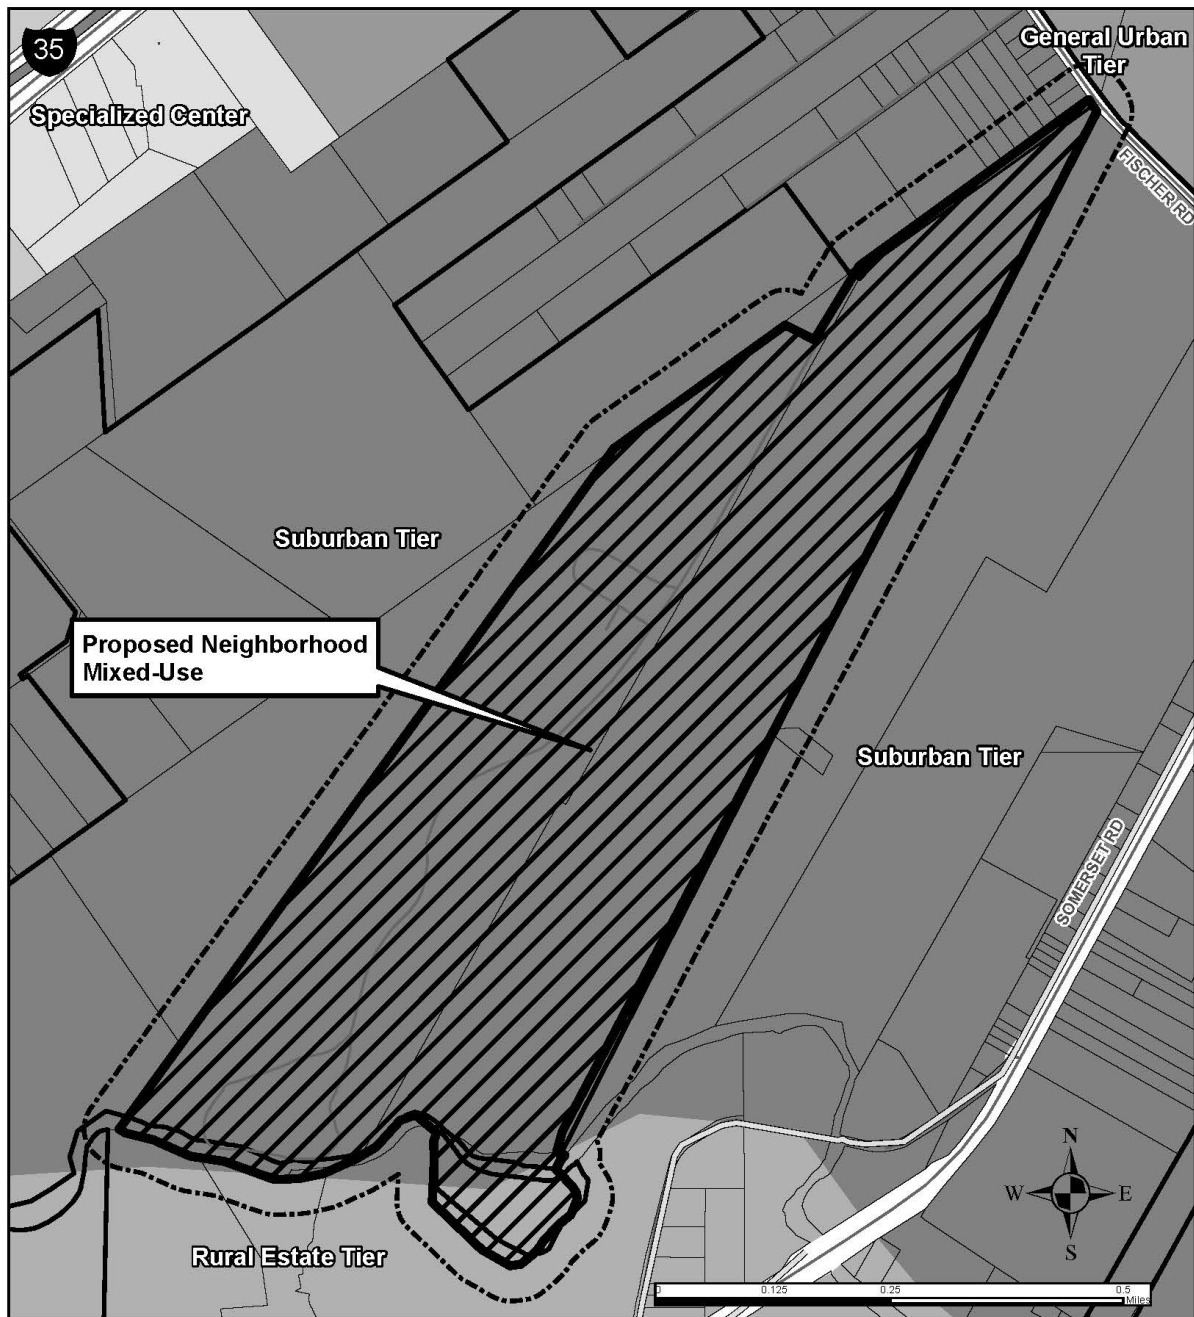 35
General Urban
Tier
Specialized Center
FISCHER RD
Suburban Tier
Proposed Neighborhood
Mixed-Use
Suburban Tier
SOMERSET RD
N
W
E
S
Rural Estate Tier
0
0.125
0.25
0.5
Miles